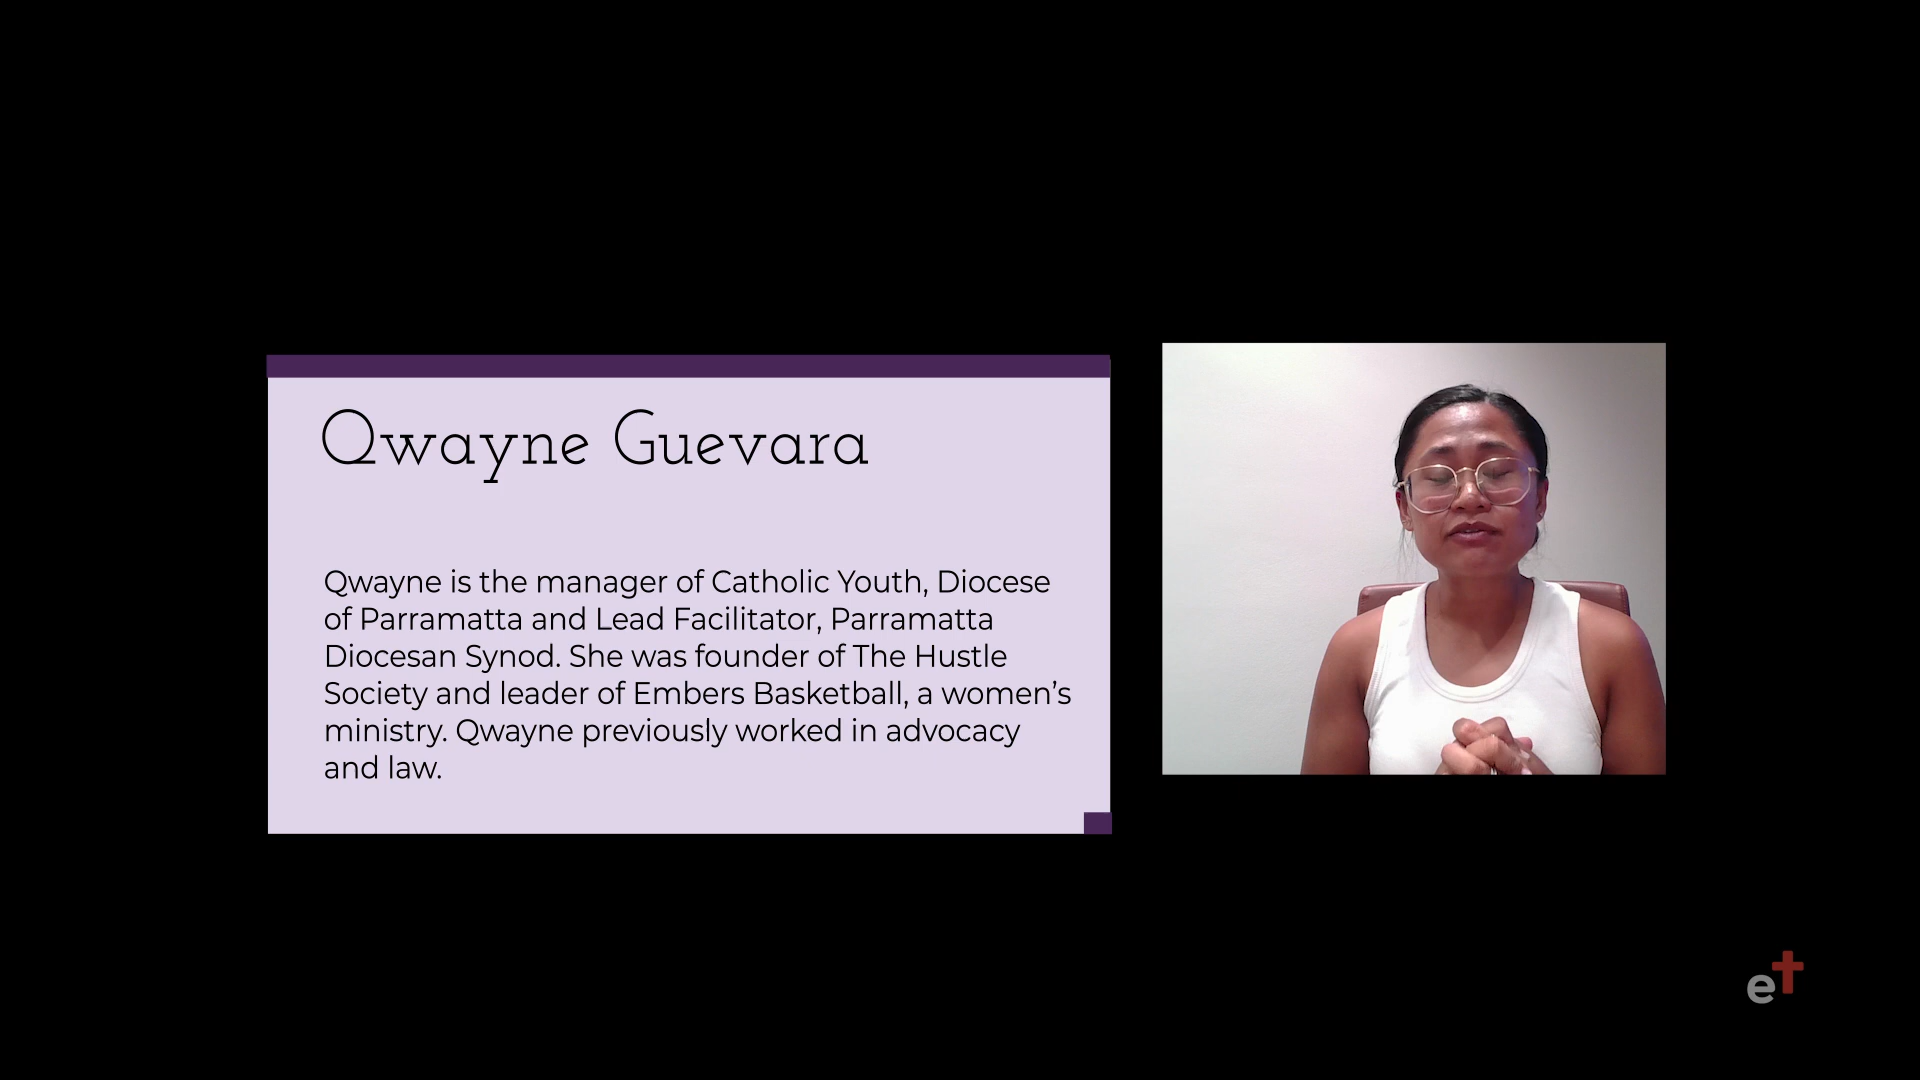 Qwayne Guevara
Qwayne is the manager of Catholic Youth, Diocese
of Parramatta and Lead Facilitator, Parramatta
Diocesan Synod. She was founder of The Hustle
Society and leader of Embers Basketball, a women’s
ministry. Qwayne previously worked in advocacy
and law.
et